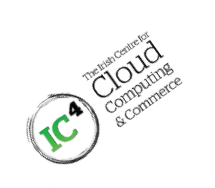 IC4
The Irish Centre for
Cloud
Computing
& Commerce